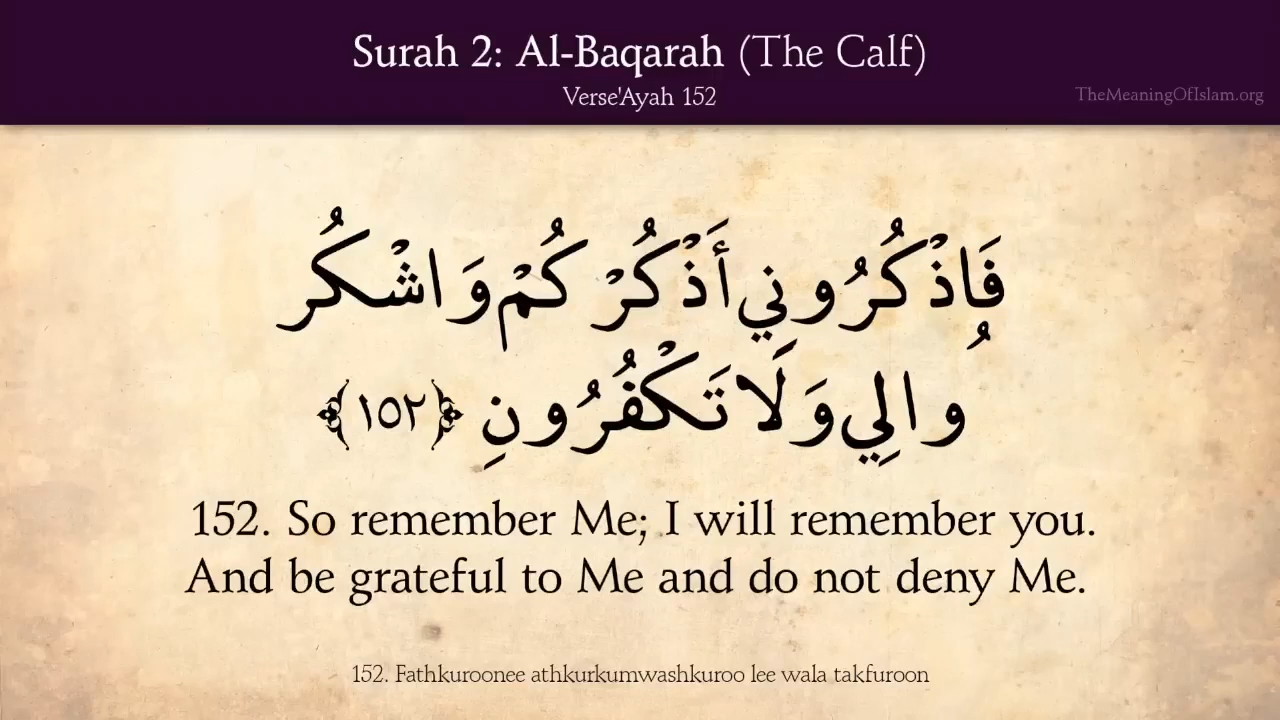 Surah 2: Al-Baqarah (The Calf)
Verse'Ayah 152
TheMeaningOfIslam.org
فَاذْكُرُونِي أَذْكُرْكُمْ وَاشْكُر
ُوا لِي وَلَا تَكْفُرُونِ ﴿١٥٢﴾
152. So remember Me; I will remember you.
And be grateful to Me and do not deny Me.
152. Fathkuroonee athkurkumwashkuroo lee wala takfuroon